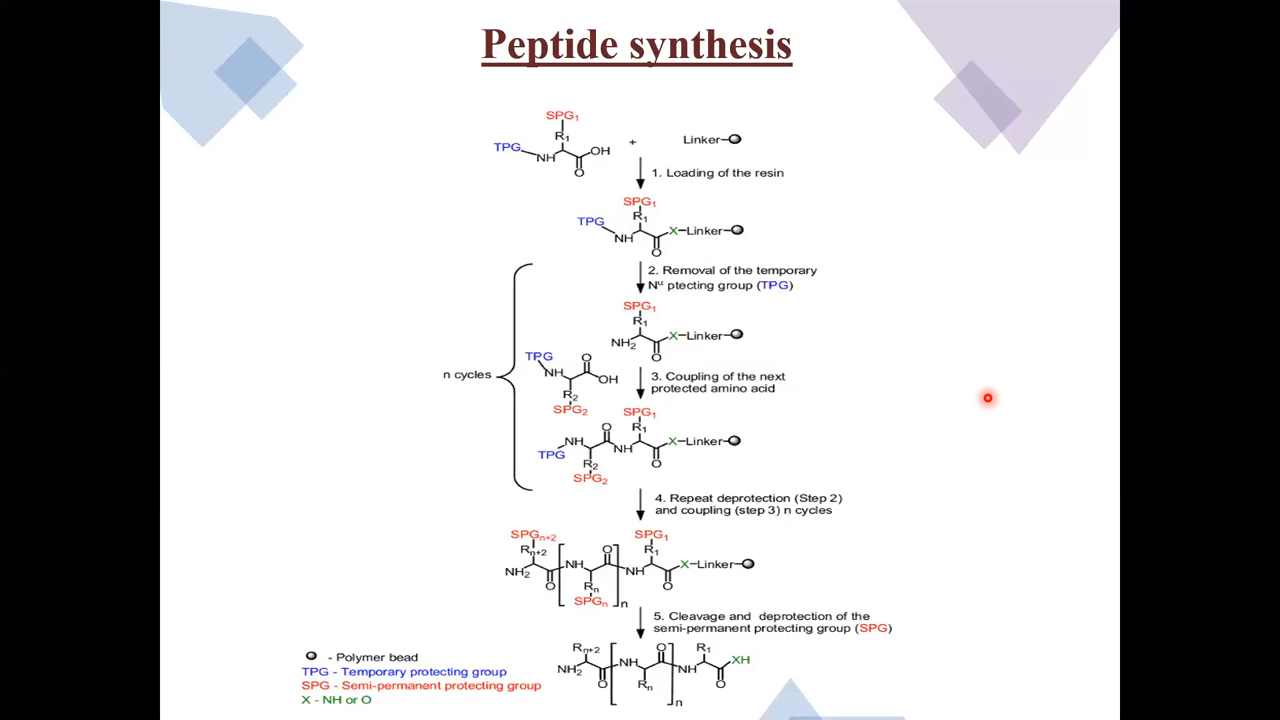 Peptide synthesis
SPG1
R1
TPG
NH
OH
O
+
Linker
1. Loading of the resin
SPG1
R1
TPG
NH
O
X-Linker
2. Removal of the temporary
Nα ptecting group (TPG)
SPG1
R1
NH2
O
X-Linker
n cycles
TPG
NH
O
OH
R2
SPG2
3. Coupling of the next
protected amino acid
SPG1
R1
O
NH
TPG
NH
O
X-Linker
R2
SPG2
4. Repeat deprotection (Step 2)
and coupling (step 3) n cycles
SPGn+2
Rn+2
NH2
O
NH
O
Rn
SPGn
n
SPG1
R1
NH
O
X-Linker
5. Cleavage and deprotection of the
semi-permanent protecting group (SPG)
Rn+2
NH2
O
NH
O
Rn
n
R1
NH
O
XH
- Polymer bead
TPG - Temporary protecting group
SPG - Semi-permanent protecting group
X - NH or O